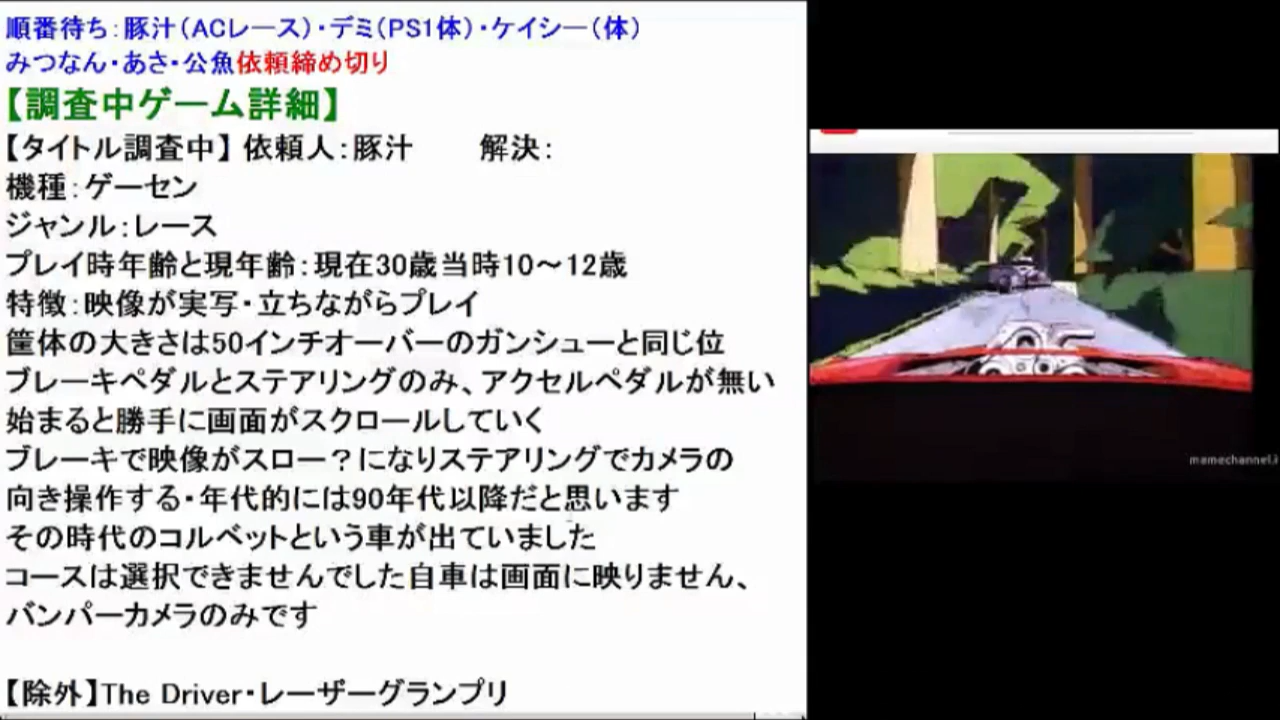 順番待ち：豚汁（ACレース）・デミ（PS1体）・ケイシー（体）
みつなん・あさ・公魚依頼締め切り
【調査中ゲーム詳細】
【タイトル調査中】依頼人：豚汁　　解決：
機種：ゲーセン
ジャンル：レース
プレイ時年齢と現年齢：現在30歳当時10～12歳
特徴：映像が実写・立ちながらプレイ
筐体の大きさは50インチオーバーのガンシューと同じ位
ブレーキペダルとステアリングのみ、アクセルペダルが無い
始まると勝手に画面がスクロールしていく
ブレーキで映像がスロー？になりステアリングでカメラの
向き操作する・年代的には90年代以降だと思います
その時代のコルベットという車が出ていました
コースは選択できませんでした自車は画面に映りません、
バンパーカメラのみです
【除外】The Driver・レーザーグランプリ